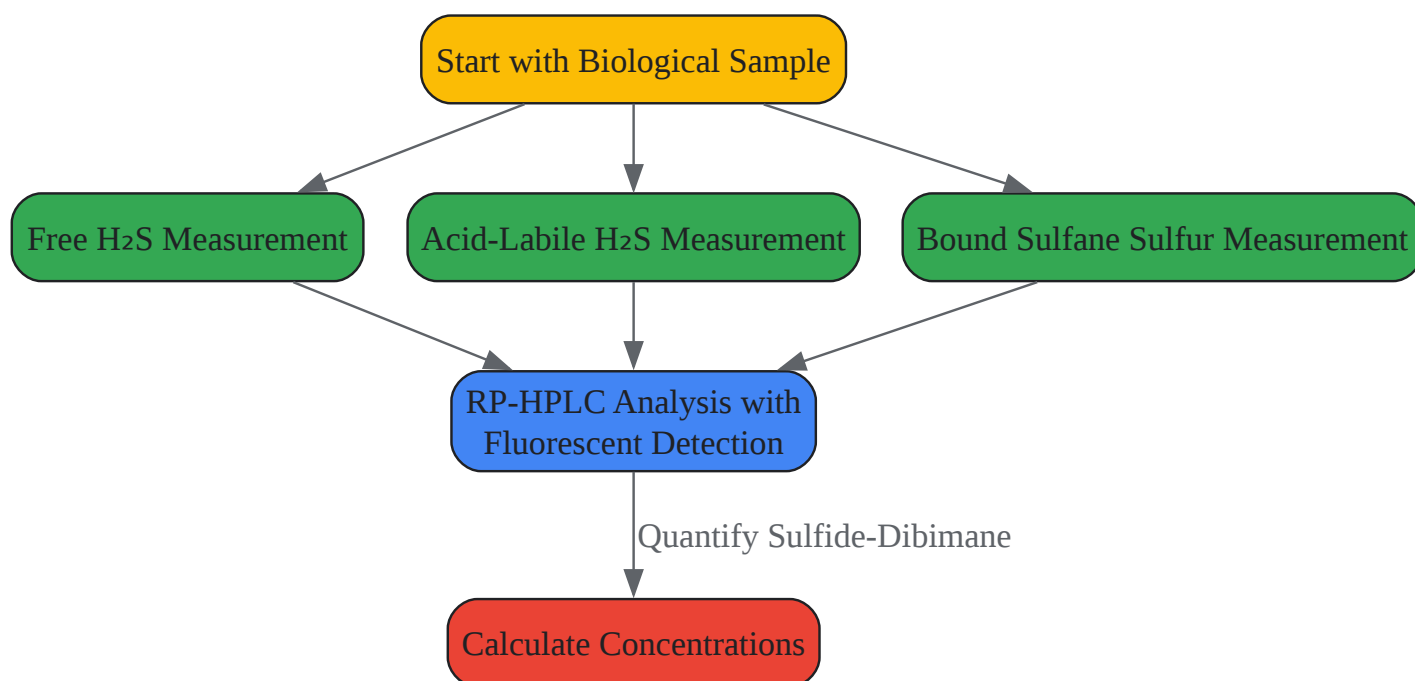 Start with Biological Sample
Free H₂S Measurement
Acid-Labile H₂S Measurement
Bound Sulfane Sulfur Measurement
RP-HPLC Analysis with
Fluorescent Detection
Quantify Sulfide-Dibimane
Calculate Concentrations